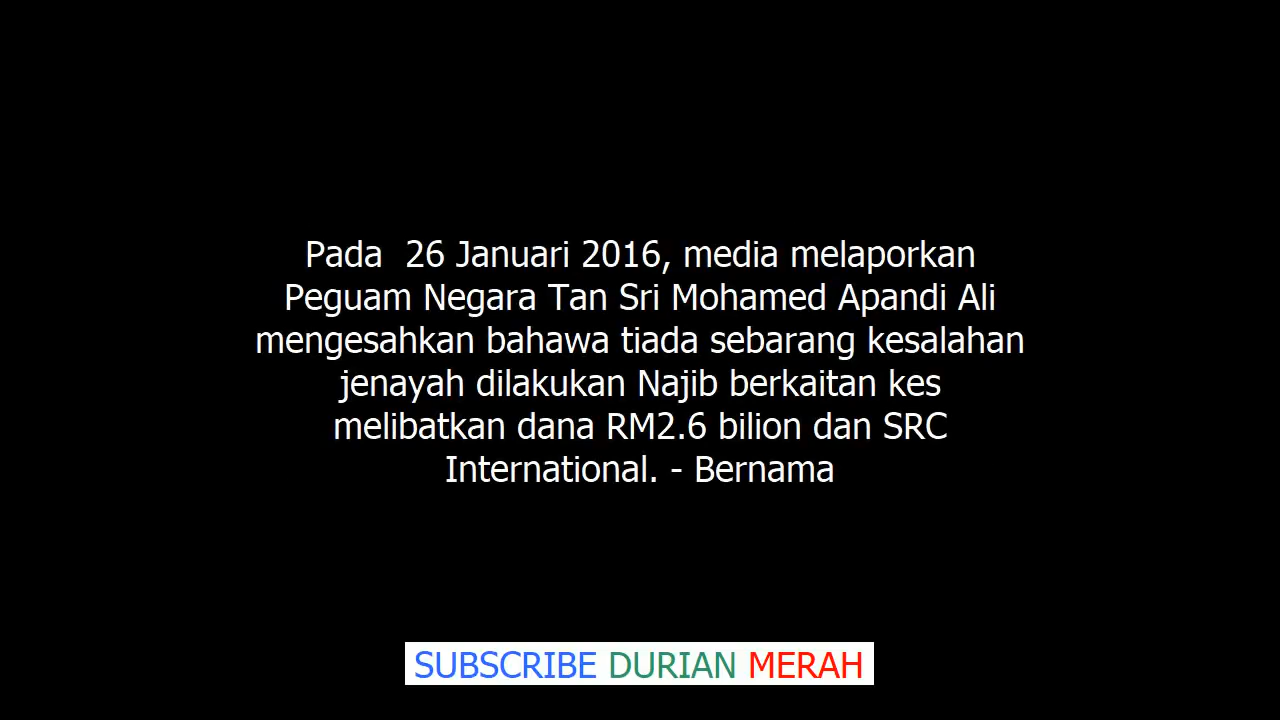 Pada  26 Januari 2016, media melaporkan
Peguam Negara Tan Sri Mohamed Apandi Ali
mengesahkan bahawa tiada sebarang kesalahan
jenayah dilakukan Najib berkaitan kes
melibatkan dana RM2.6 bilion dan SRC
International. - Bernama
SUBSCRIBE DURIAN MERAH